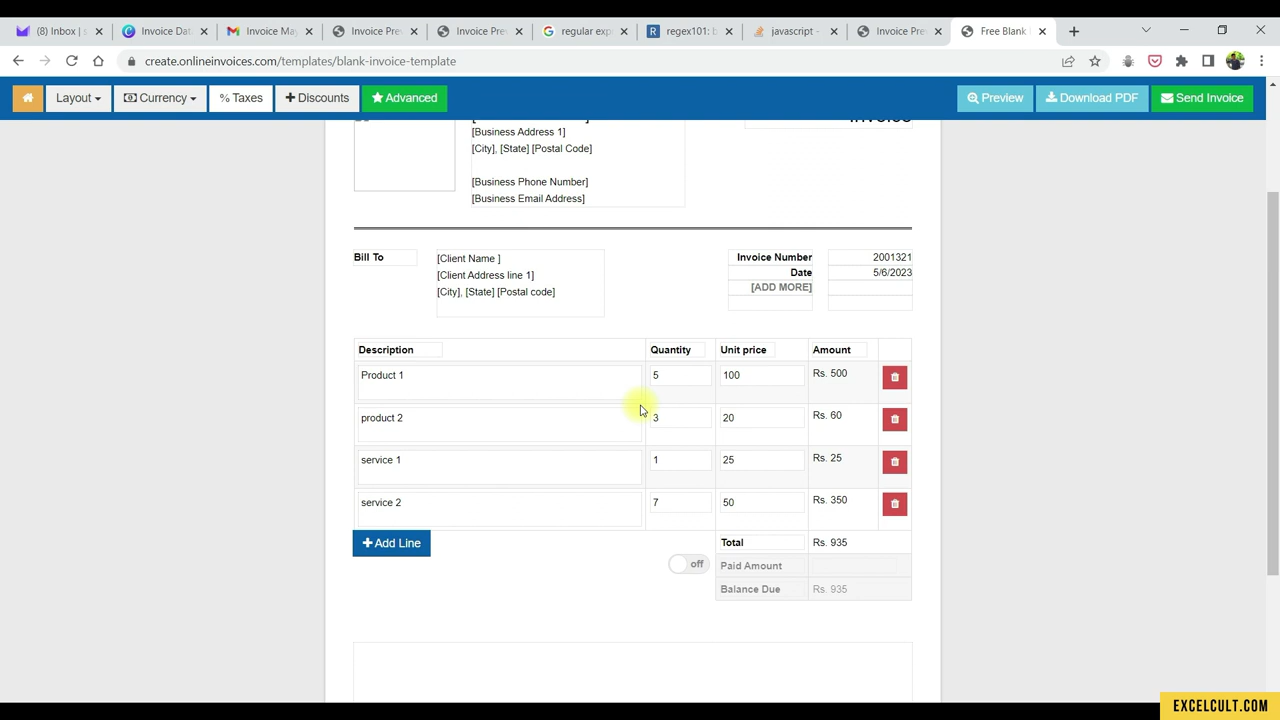 (8) Inbox | s
Invoice Dat
Invoice May
Invoice Prev
Invoice Prev
regular exp
regex101: b
javascript -
Invoice Prev
Free Blank
create.onlineinvoices.com/templates/blank-invoice-template
Layout
Currency
% Taxes
Discounts
Advanced
Preview
Download PDF
Send Invoice
Invoice
[Business Address 1]
[City], [State] [Postal Code]
[Business Phone Number]
[Business Email Address]
Bill To
[Client Name ]
[Client Address line 1]
[City], [State] [Postal code]
Invoice Number 2001321
Date 5/6/2023
[ADD MORE]
Description Quantity Unit price Amount
Product 1 5 100 Rs. 500
product 2 3 20 Rs. 60
service 1 1 25 Rs. 25
service 2 7 50 Rs. 350
Add Line
Total Rs. 935
off
Paid Amount
Balance Due Rs. 935
EXCELCULT.COM